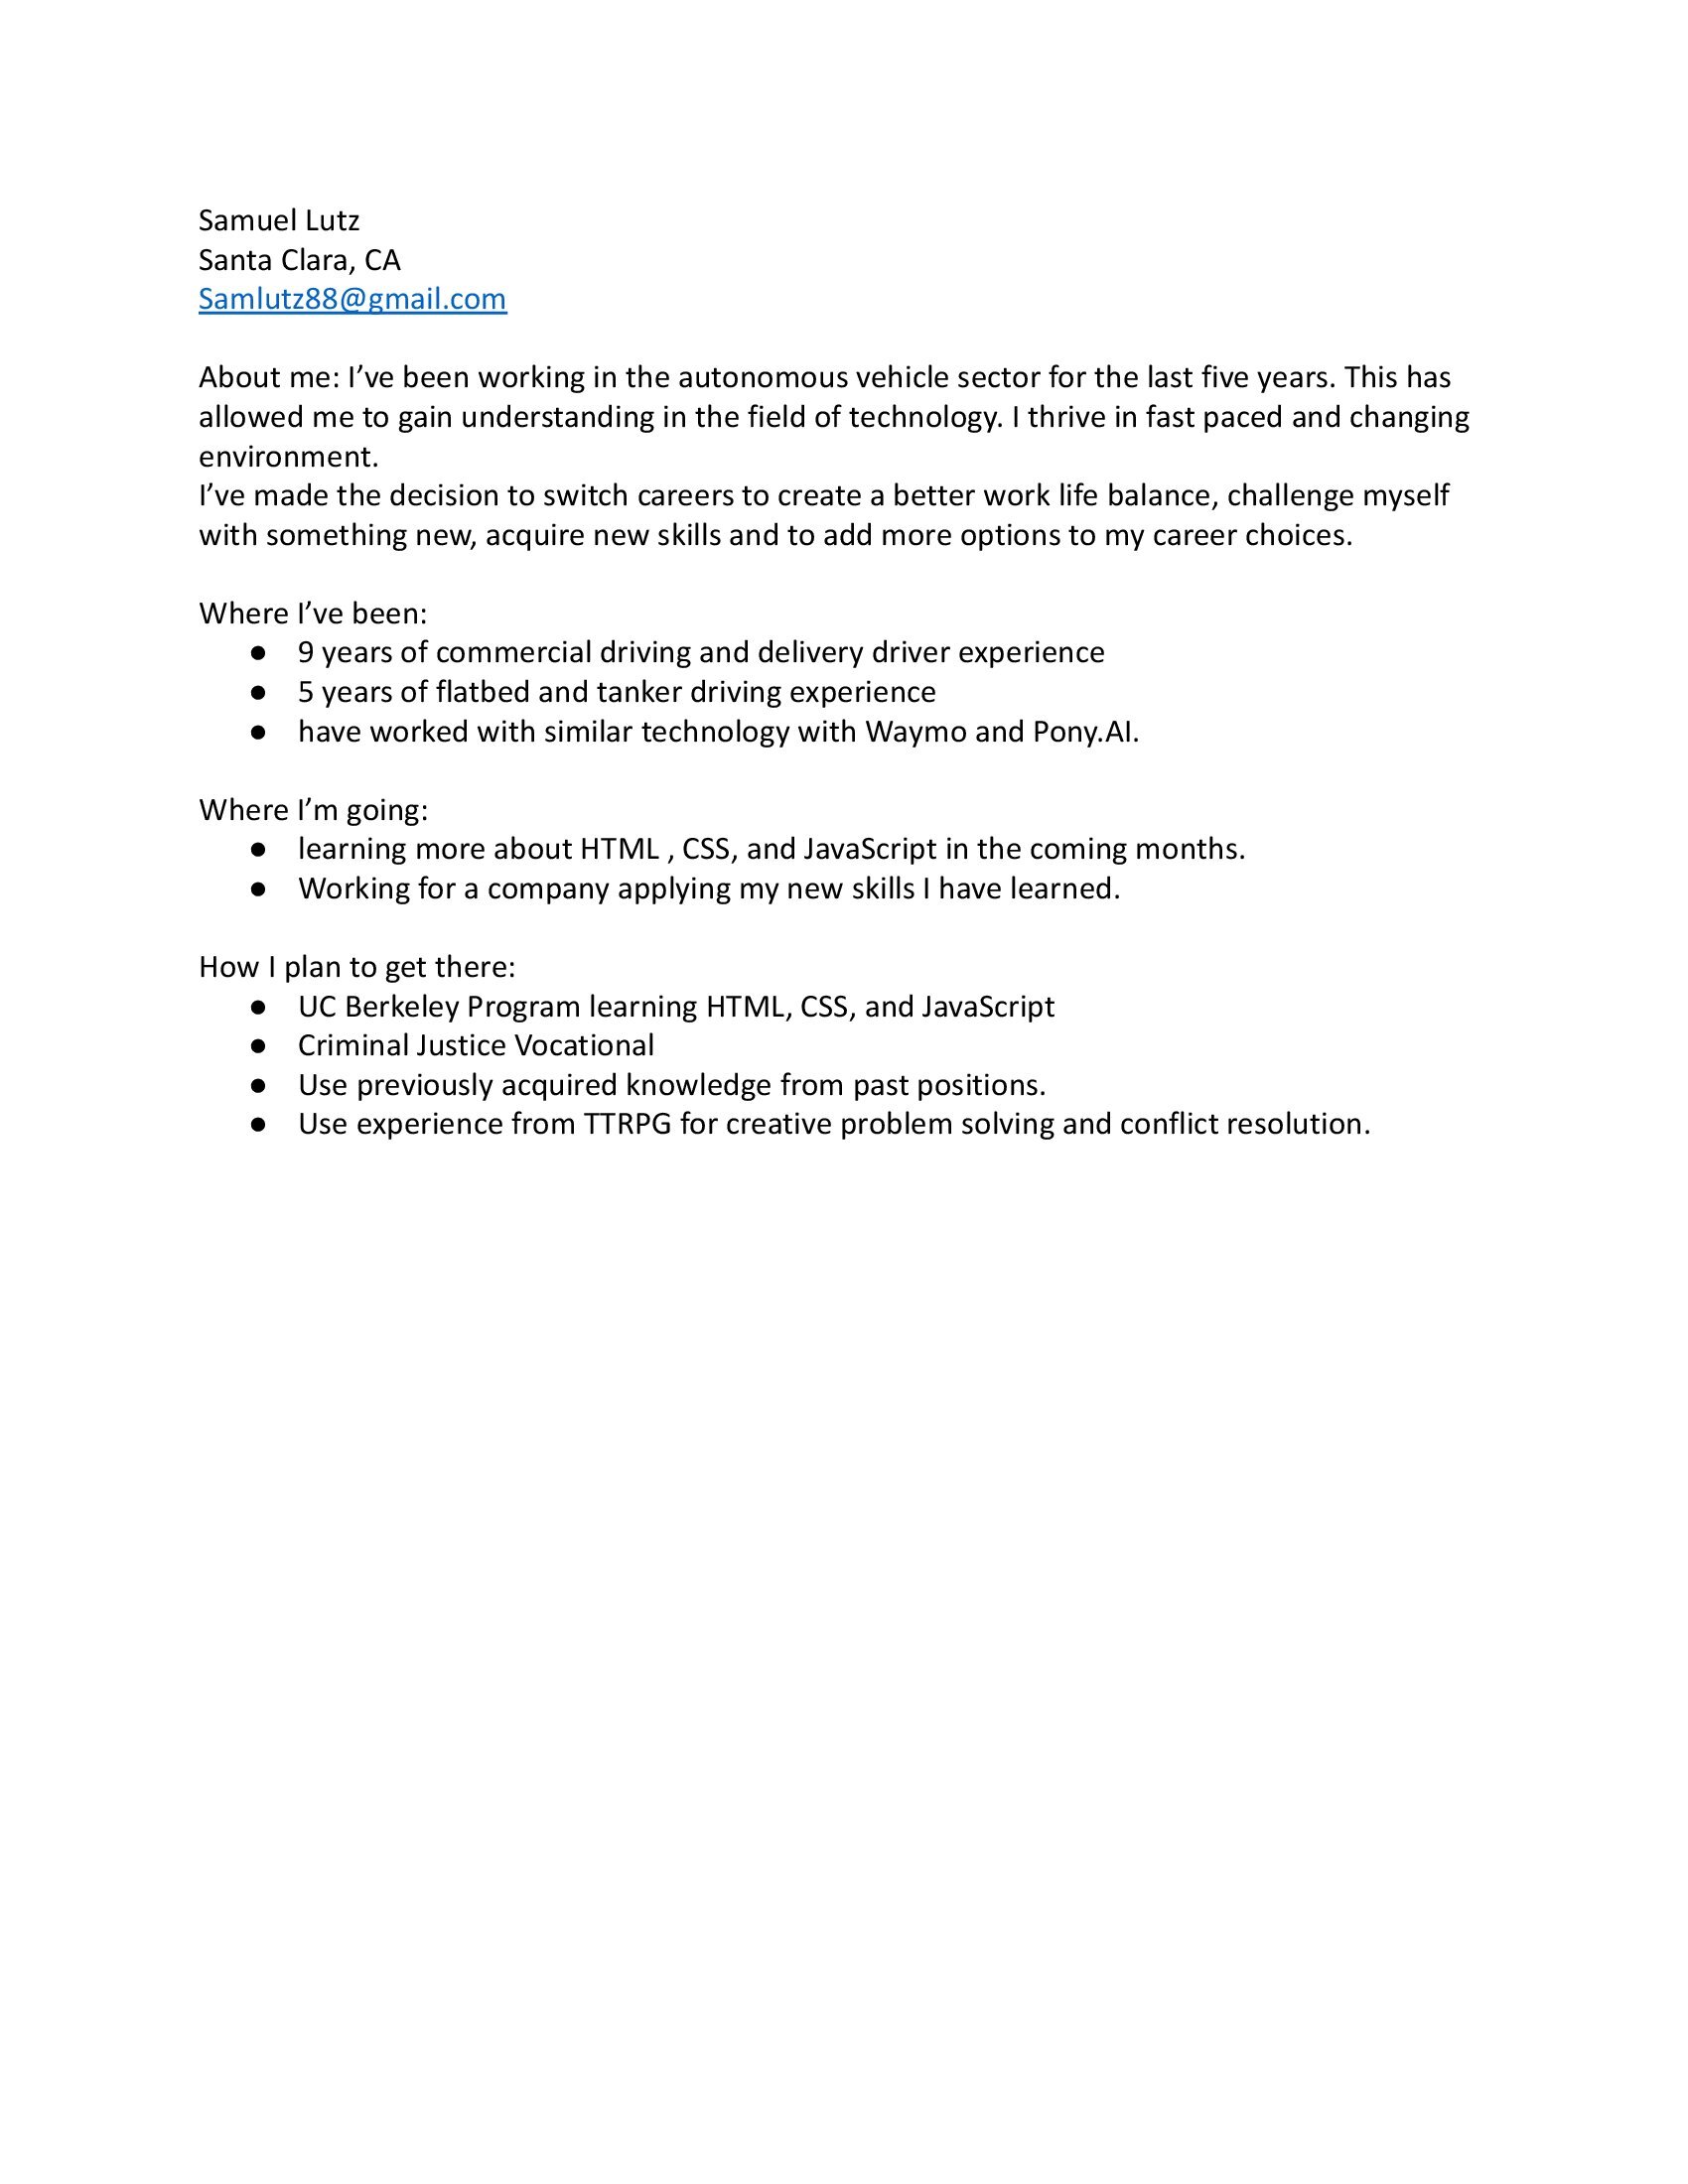 Samuel Lutz
Santa Clara, CA
Samlutz88@gmail.com
About me: I’ve been working in the autonomous vehicle sector for the last five years. This has
allowed me to gain understanding in the field of technology. I thrive in fast paced and changing
environment.
I’ve made the decision to switch careers to create a better work life balance, challenge myself
with something new, acquire new skills and to add more options to my career choices.
Where I’ve been:
● 9 years of commercial driving and delivery driver experience
● 5 years of flatbed and tanker driving experience
● have worked with similar technology with Waymo and Pony.AI.
Where I’m going:
● learning more about HTML , CSS, and JavaScript in the coming months.
● Working for a company applying my new skills I have learned.
How I plan to get there:
● UC Berkeley Program learning HTML, CSS, and JavaScript
● Criminal Justice Vocational
● Use previously acquired knowledge from past positions.
● Use experience from TTRPG for creative problem solving and conflict resolution.